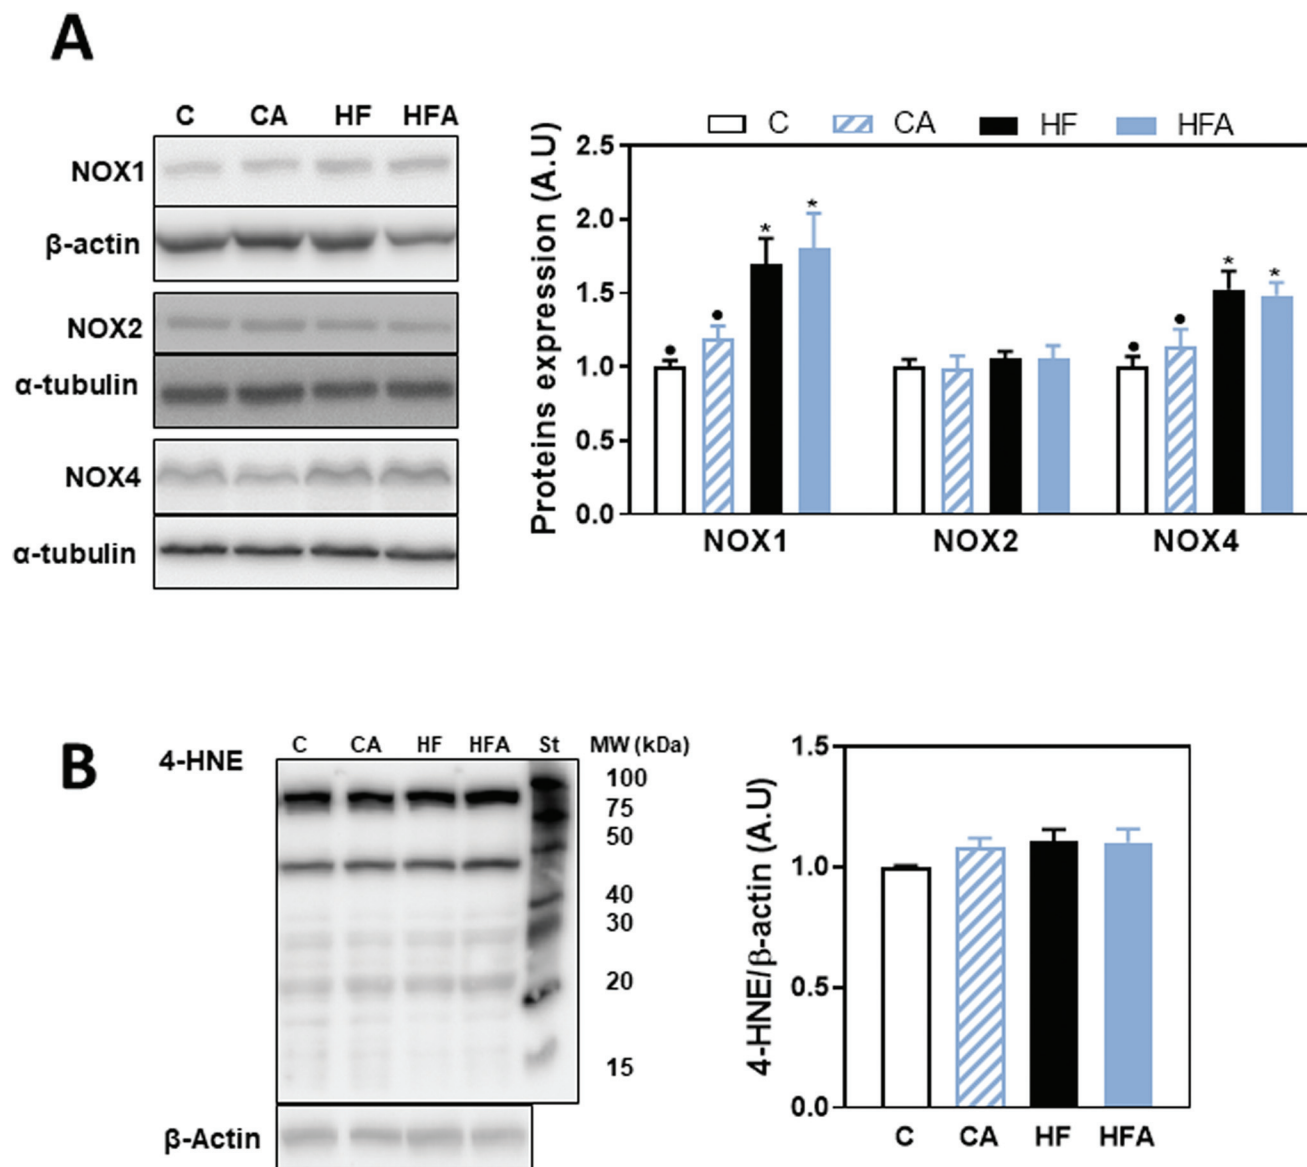 A
C CA HF HFA
NOX1
β-actin
NOX2
α-tubulin
NOX4
α-tubulin
C CA HF HFA
Proteins expression (A.U)
2.5
2.0
1.5
1.0
0.5
0.0
* *
• •
* *
• •
NOX1 NOX2 NOX4
B
4-HNE
C CA HF HFA St MW (kDa)
100
75
50
40
30
20
15
β-Actin
4-HNE/β-actin (A.U)
1.5
1.0
0.5
0.0
C CA HF HFA